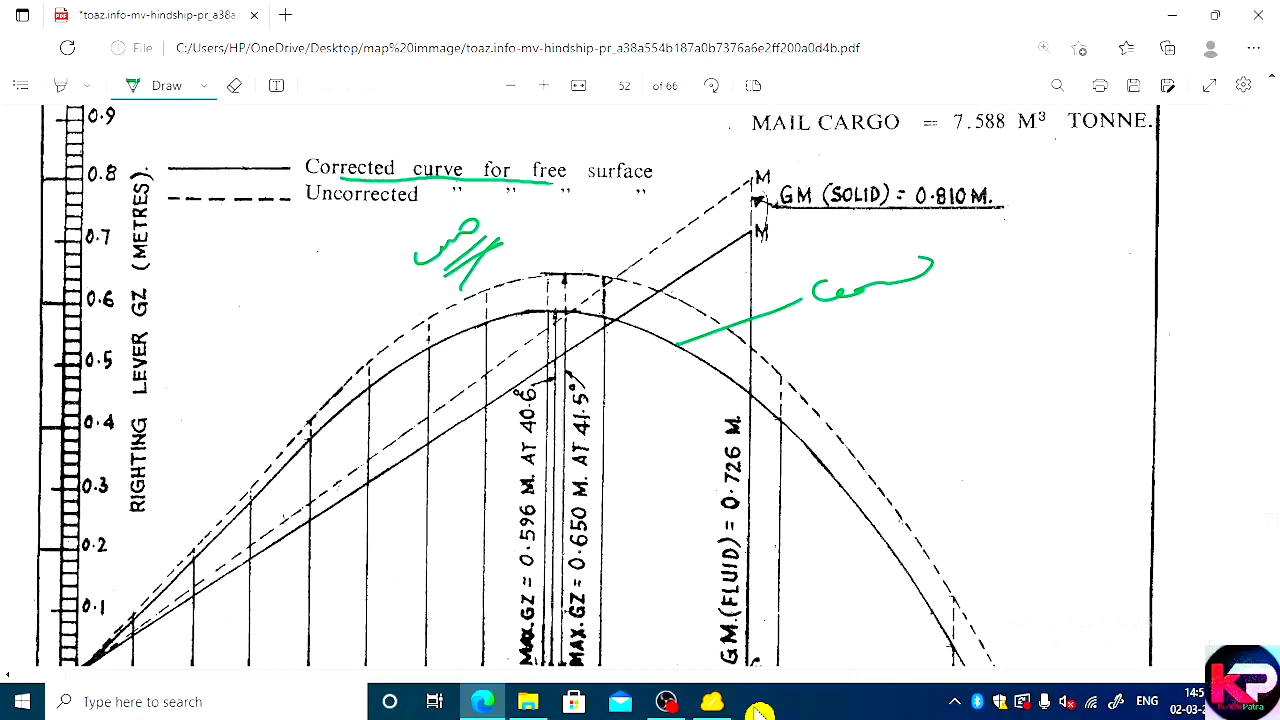 *toaz.info-mv-hindship-pr_a38a
File
C:/Users/HP/OneDrive/Desktop/map%20immage/toaz.info-mv-hindship-pr_a38a554b187a0b7376a6e2ff200a0d4b.pdf
Draw
52 of 66
MAIL CARGO = 7.588 M³ TONNE.
Corrected curve for free surface
Uncorrected " " " "
RIGHTING LEVER GZ (METRES).
0.9
0.8
0.7
0.6
0.5
0.4
0.3
0.2
0.1
M
GM (SOLID) = 0.810 M.
M
MAX. GZ = 0.596 M. AT 40.6°
MAX. GZ = 0.650 M. AT 41.5°
GM. (FLUID) = 0.726 M.
Type here to search
ENG
14:5
02-03-2
KP
Patra